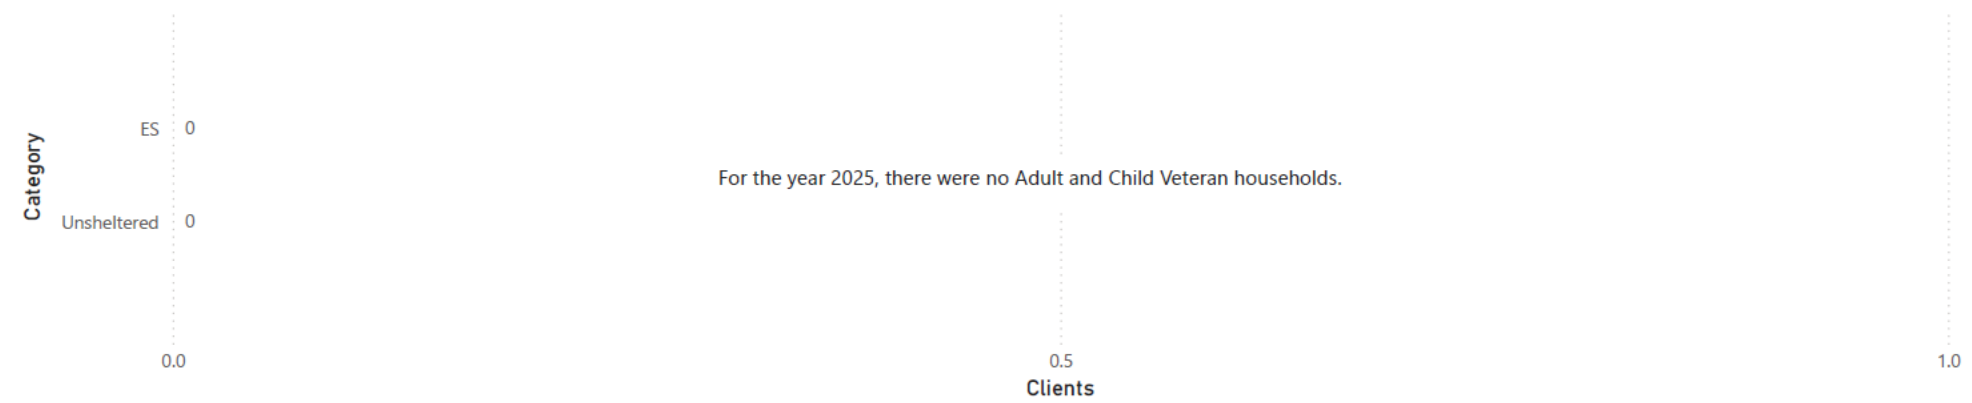 Category
ES 0
For the year 2025, there were no Adult and Child Veteran households.
Unsheltered 0
0.0 0.5 1.0
Clients